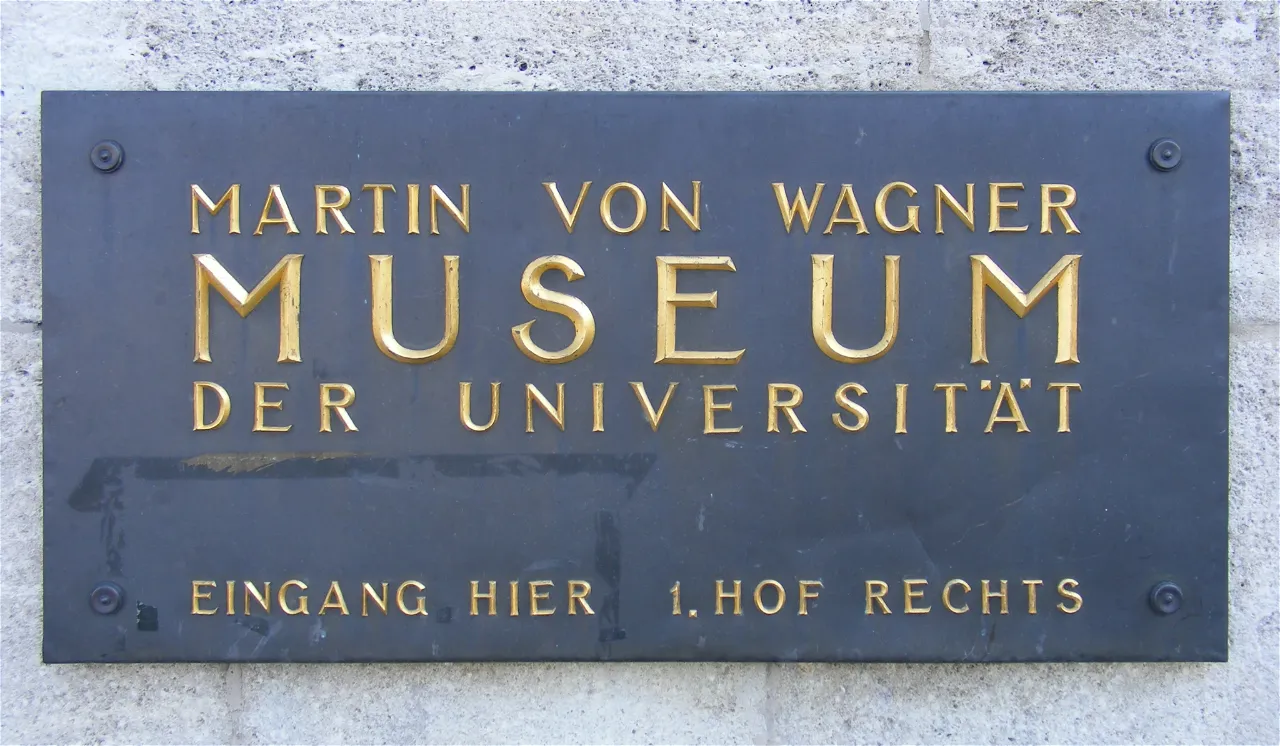 MARTIN VON WAGNER
MUSEUM
DER UNIVERSITÄT
EINGANG HIER 1. HOF RECHTS